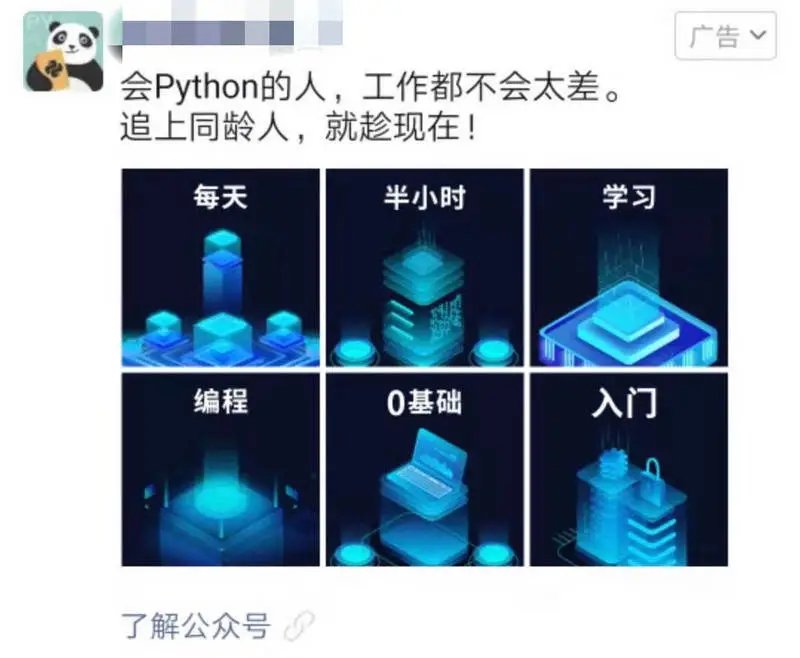 广告
会Python的人，工作都不会太差。
追上同龄人，就趁现在！
每天
半小时
学习
编程
0基础
入门
了解公众号